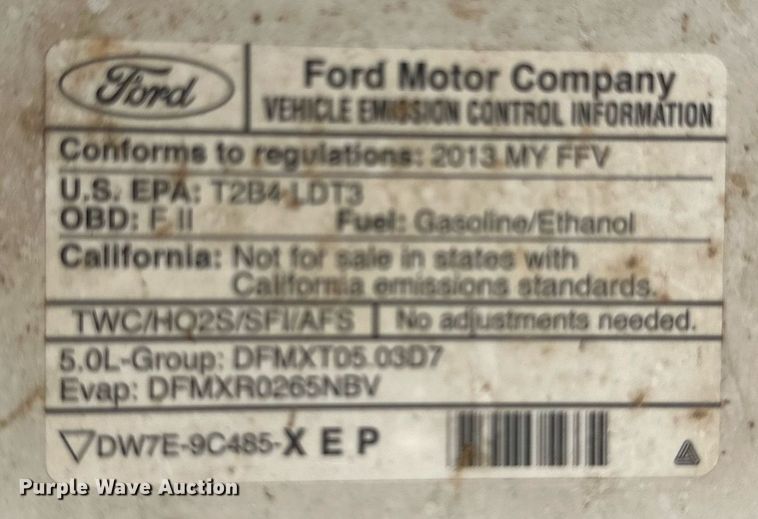 Ford
Ford Motor Company
VEHICLE EMISSION CONTROL INFORMATION
Conforms to regulations: 2013 MY FFV
U.S. EPA: T2B4 LDT3
OBD: F II Fuel: Gasoline/Ethanol
California: Not for sale in states with
California emissions standards.
TWC/HO2S/SFI/AFS No adjustments needed.
5.0L-Group: DFMXT05.03D7
Evap: DFMXR0265NBV
DW7E-9C485-XEP
Purple Wave Auction